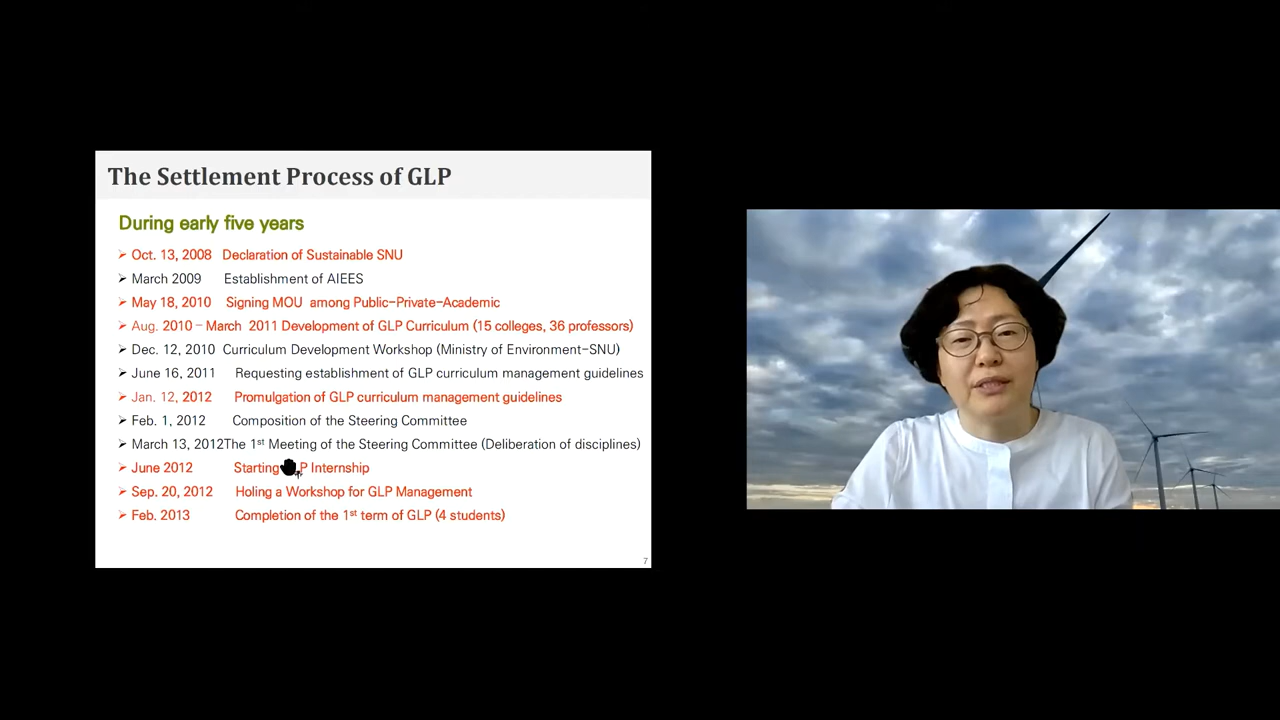 The Settlement Process of GLP
During early five years
➢ Oct. 13, 2008 Declaration of Sustainable SNU
➢ March 2009 Establishment of AIEES
➢ May 18, 2010 Signing MOU among Public-Private-Academic
➢ Aug. 2010 - March 2011 Development of GLP Curriculum (15 colleges, 36 professors)
➢ Dec. 12, 2010 Curriculum Development Workshop (Ministry of Environment-SNU)
➢ June 16, 2011 Requesting establishment of GLP curriculum management guidelines
➢ Jan. 12, 2012 Promulgation of GLP curriculum management guidelines
➢ Feb. 1, 2012 Composition of the Steering Committee
➢ March 13, 2012The 1st Meeting of the Steering Committee (Deliberation of disciplines)
➢ June 2012 Starting Internship
➢ Sep. 20, 2012 Holing a Workshop for GLP Management
➢ Feb. 2013 Completion of the 1st term of GLP (4 students)
7